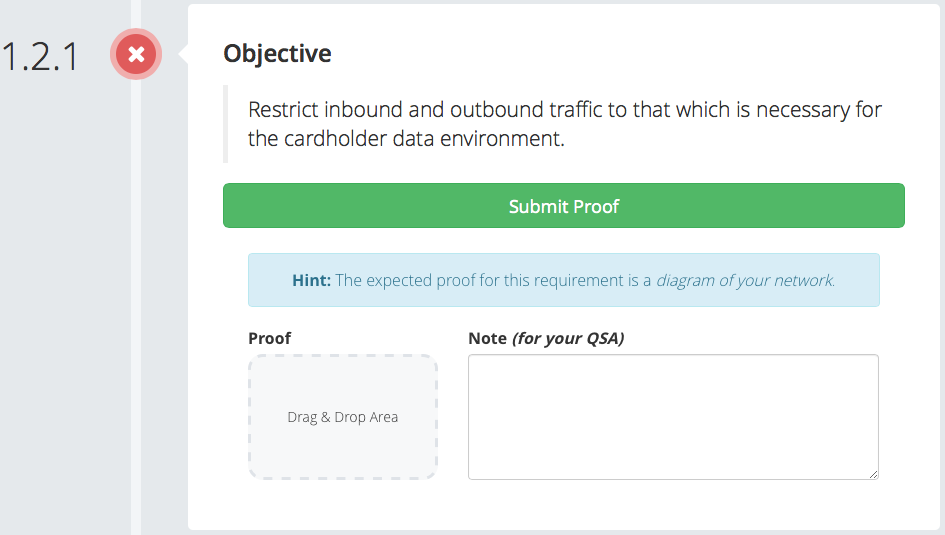 1.2.1
Objective
Restrict inbound and outbound traffic to that which is necessary for
the cardholder data environment.
Submit Proof
Hint: The expected proof for this requirement is a diagram of your network.
Proof
Note (for your QSA)
Drag & Drop Area